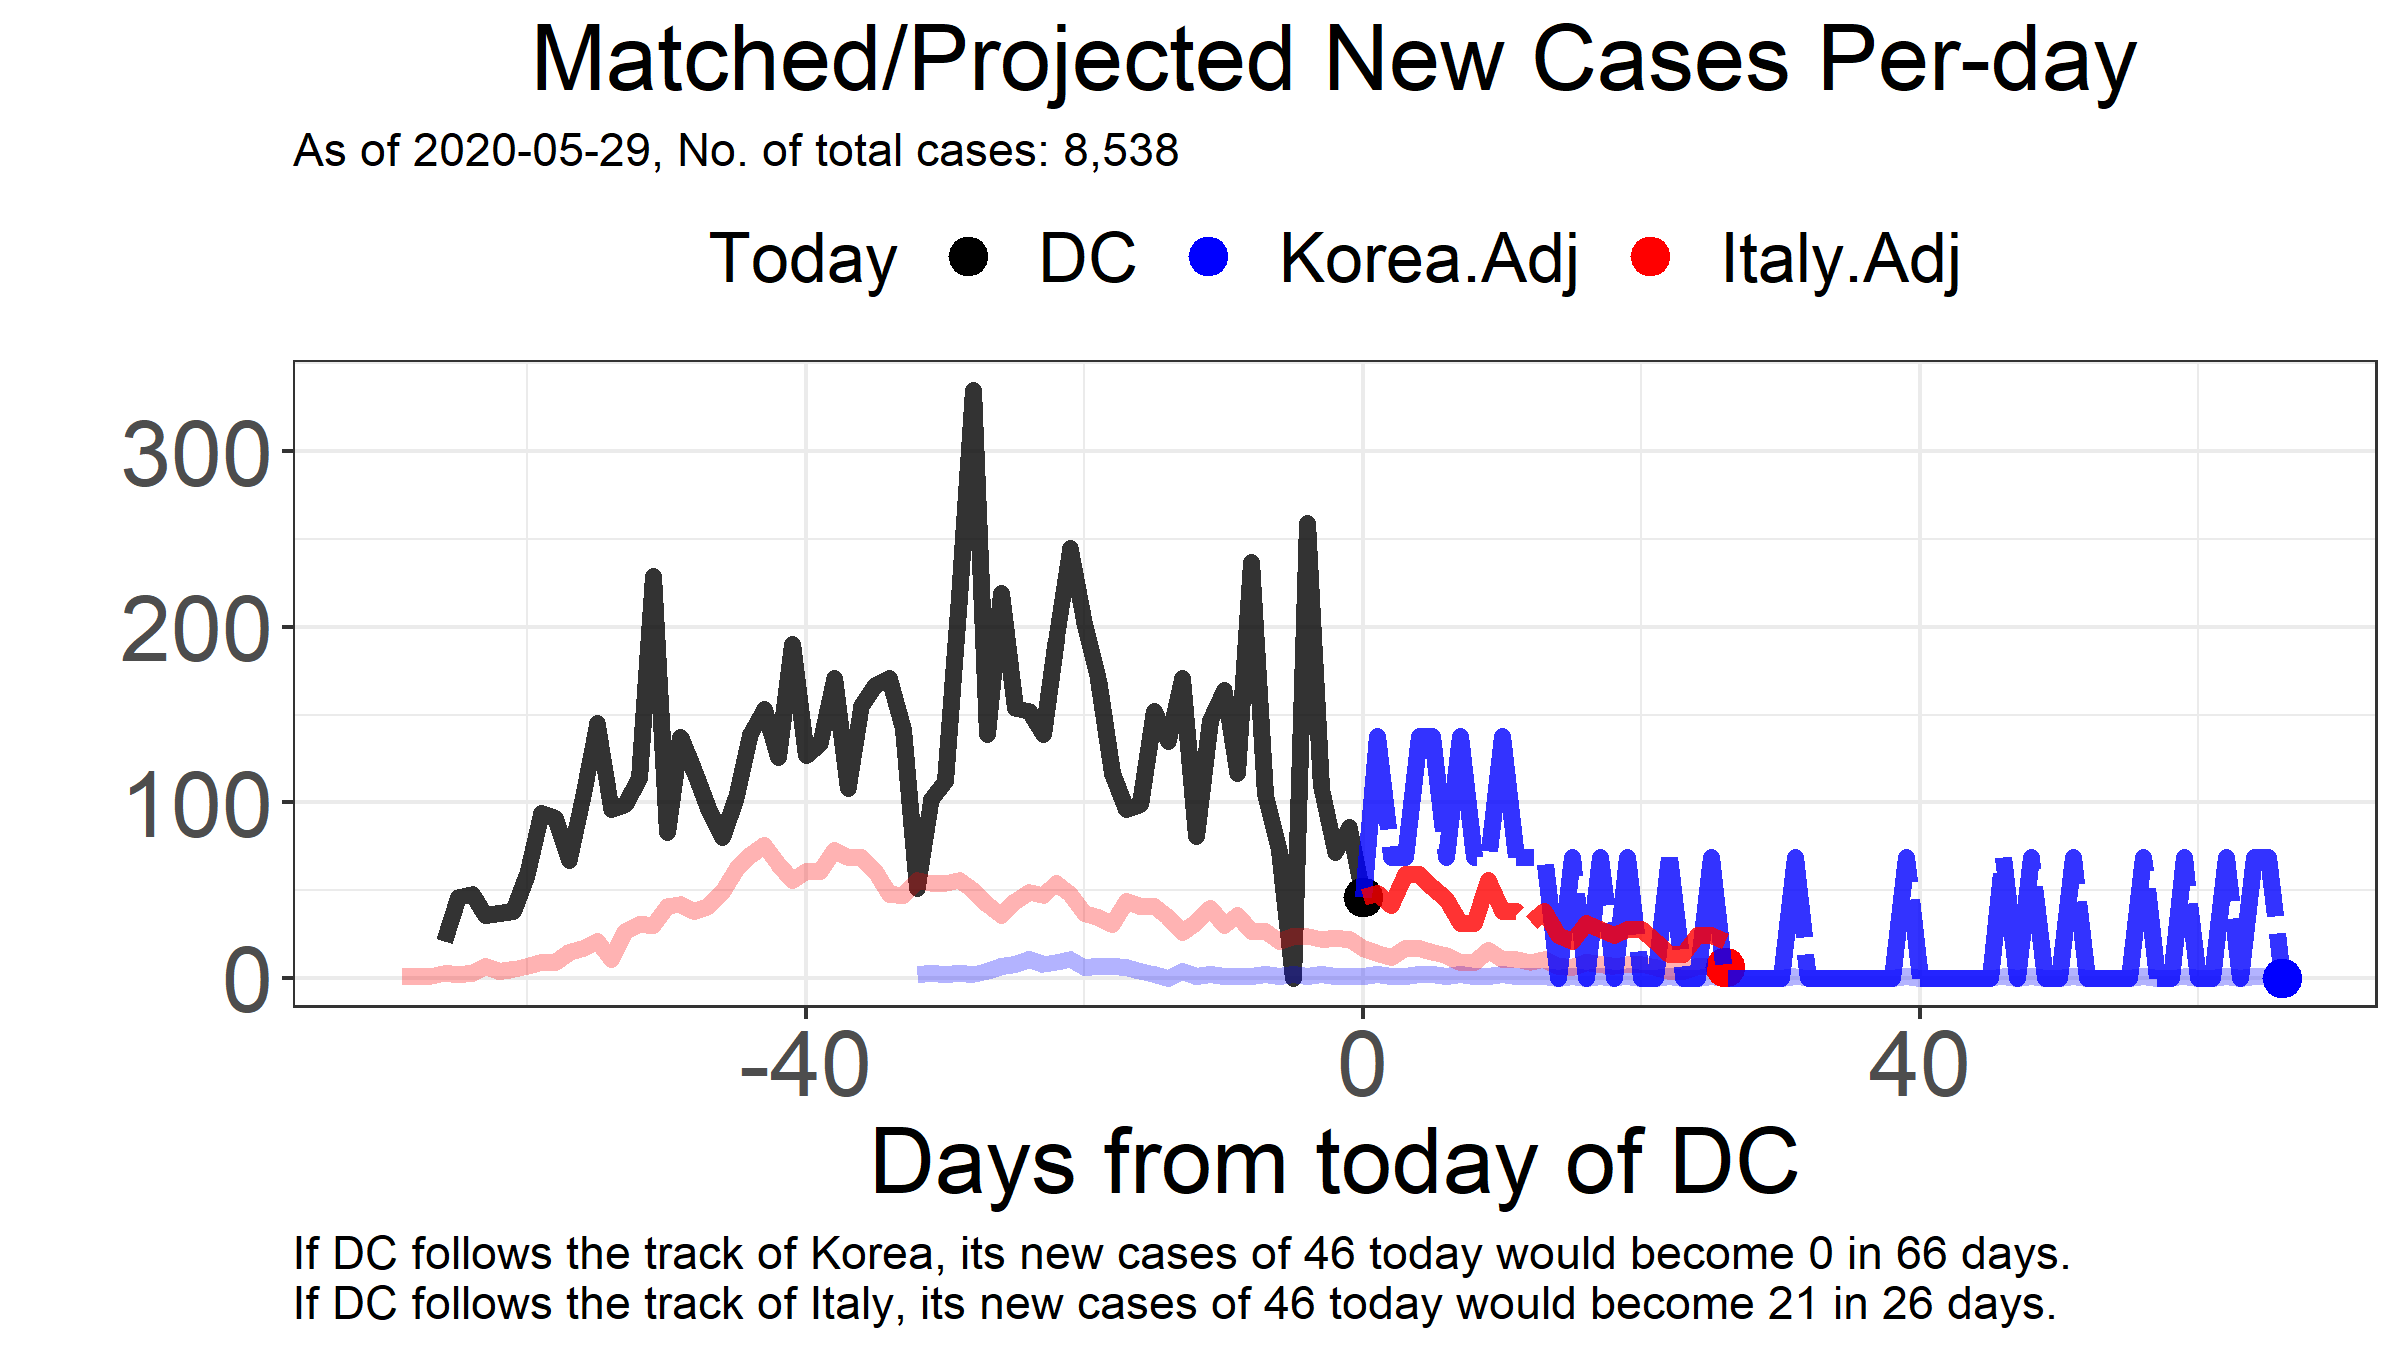 Matched/Projected New Cases Per-day
As of 2020-05-29, No. of total cases: 8,538
Today DC Korea.Adj Italy.Adj
300
200
100
0
-40 0 40
Days from today of DC
If DC follows the track of Korea, its new cases of 46 today would become 0 in 66 days.
If DC follows the track of Italy, its new cases of 46 today would become 21 in 26 days.